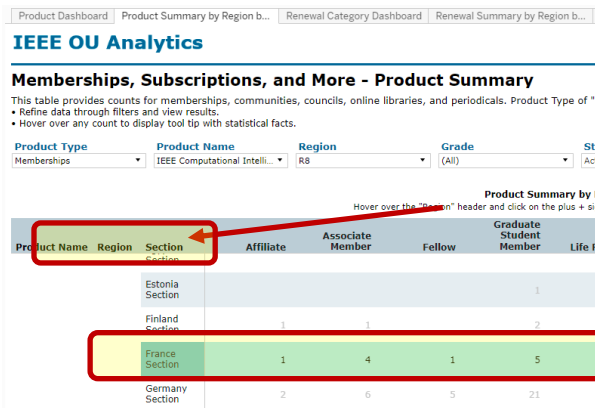 Product Dashboard Product Summary by Region b... Renewal Category Dashboard Renewal Summary by Region b...
IEEE OU Analytics
Memberships, Subscriptions, and More - Product Summary
This table provides counts for memberships, communities, councils, online libraries, and periodicals. Product Type of "
• Refine data through filters and view results.
• Hover over any count to display tool tip with statistical facts.
Product Type Product Name Region Grade St
Memberships IEEE Computational Intelli... R8 (All) Ac
Product Summary by
Hover over the "Region" header and click on the plus + si
Product Name Region Section Affiliate Associate Member Fellow Graduate Student Member Life F
Section
Estonia Section 1
Finland Section 1 1 2
France Section 1 4 1 5
Germany Section 2 6 5 21